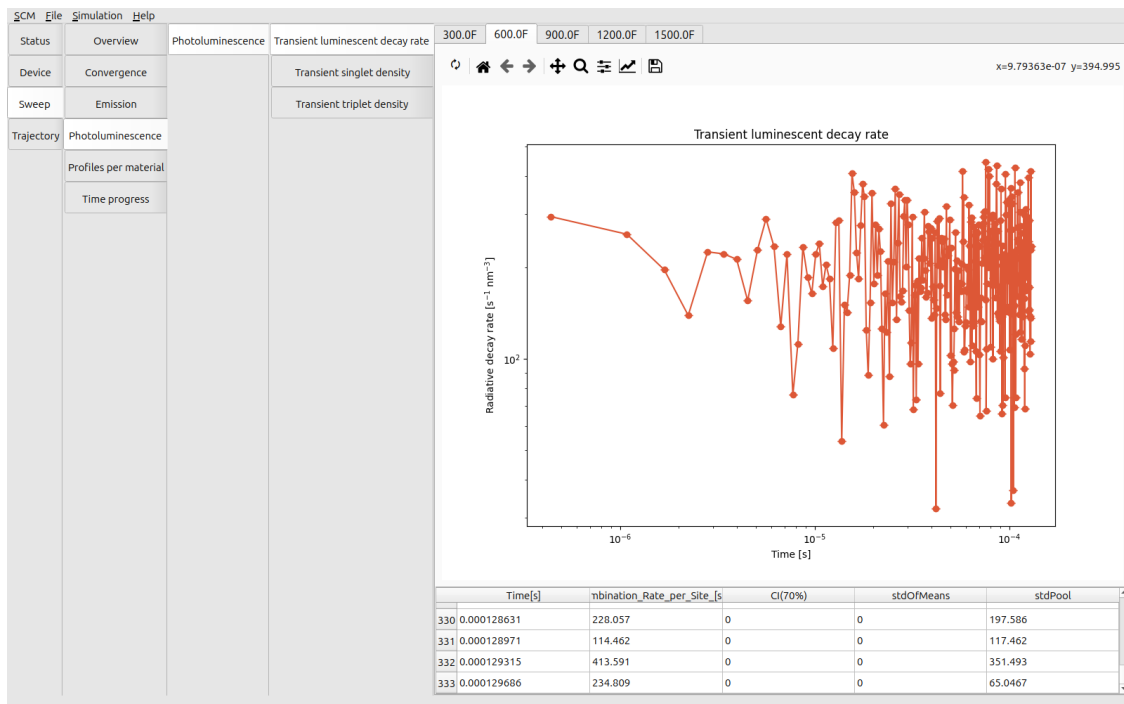 SCM File Simulation Help
Status
Device
Sweep
Trajectory
Overview
Convergence
Emission
Photoluminescence
Profiles per material
Time progress
Photoluminescence
Transient luminescent decay rate
Transient singlet density
Transient triplet density
300.0F 600.0F 900.0F 1200.0F 1500.0F
x=9.79363e-07 y=394.995
Transient luminescent decay rate
Radiative decay rate [s⁻¹ nm⁻³]
10²
10⁻⁶ 10⁻⁵ 10⁻⁴
Time [s]
Time[s] nbination_Rate_per_Site_[s CI(70%) stdOfMeans stdPool
330 0.000128631 228.057 0 0 197.586
331 0.000128971 114.462 0 0 117.462
332 0.000129315 413.591 0 0 351.493
333 0.000129686 234.809 0 0 65.0467